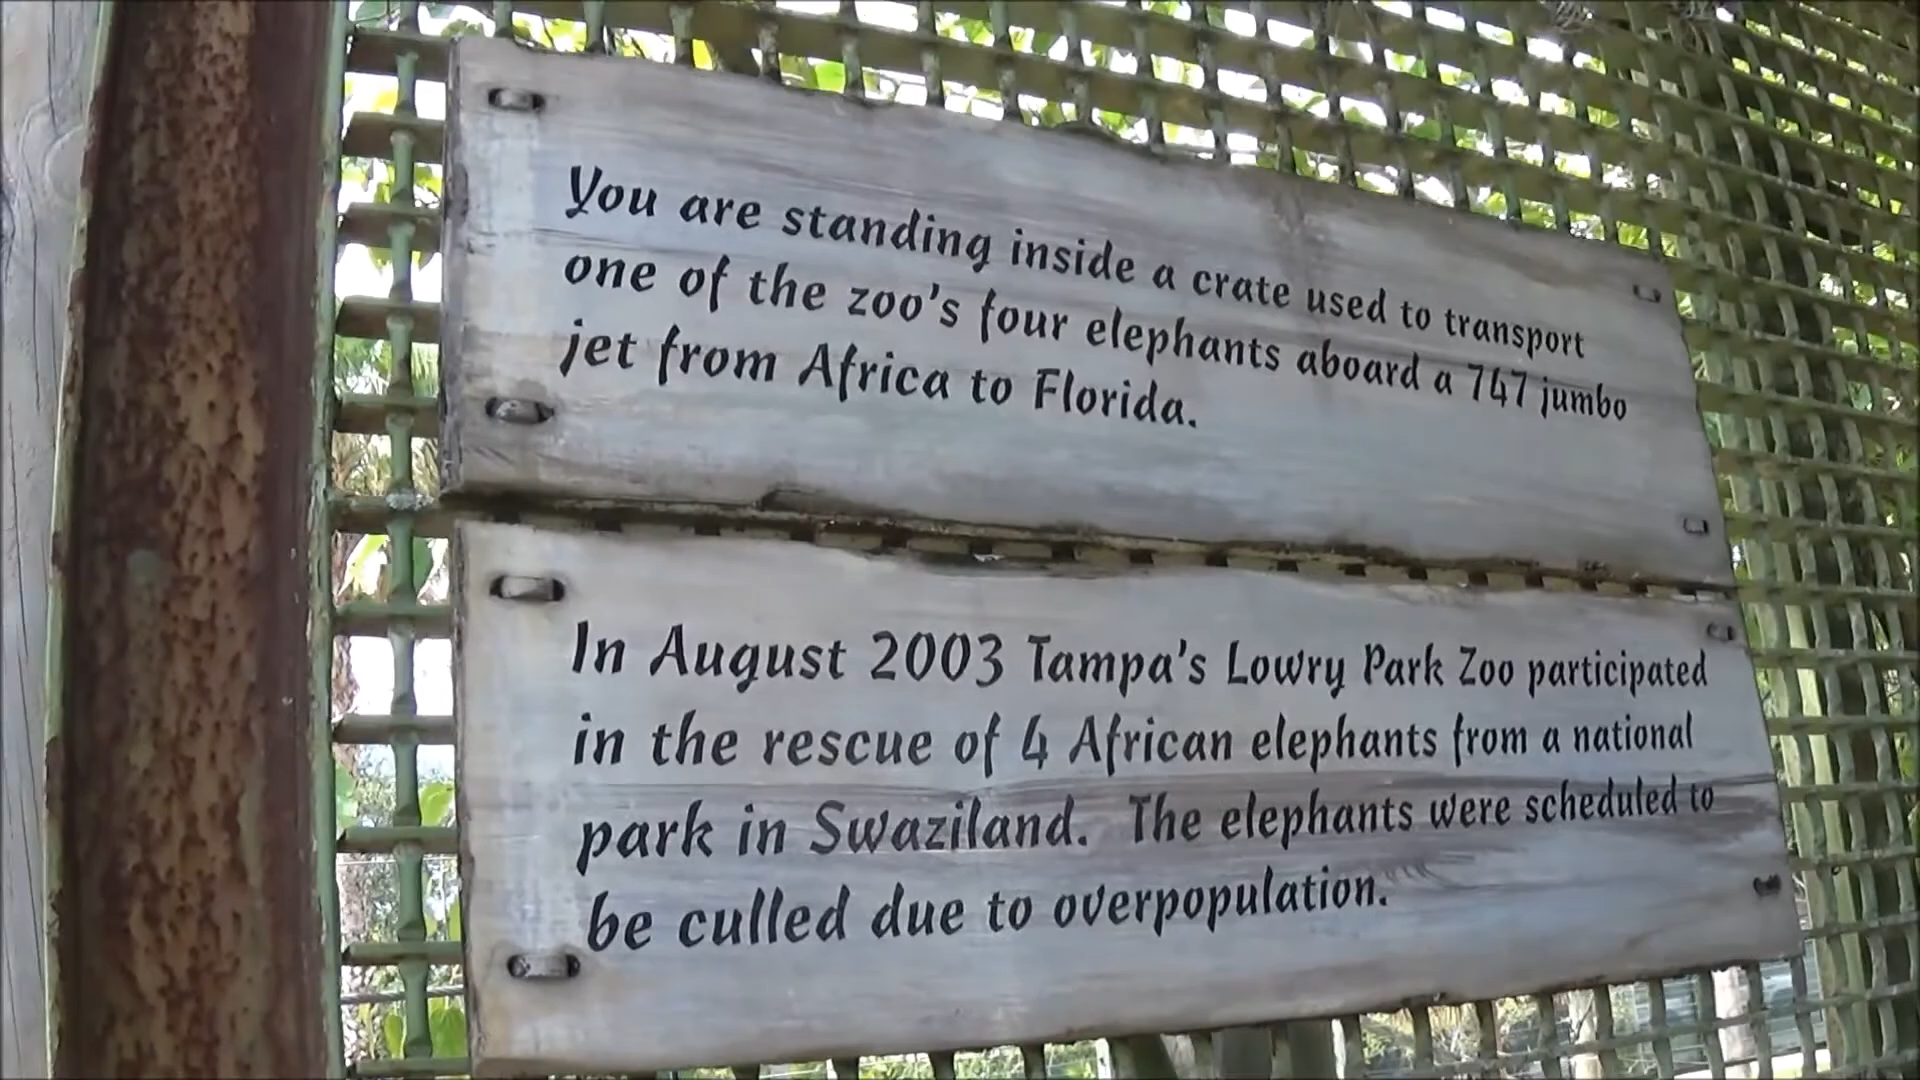 You are standing inside a crate used to transport
one of the zoo's four elephants aboard a 747 jumbo
jet from Africa to Florida.
In August 2003 Tampa's Lowry Park Zoo participated
in the rescue of 4 African elephants from a national
park in Swaziland. The elephants were scheduled to
be culled due to overpopulation.